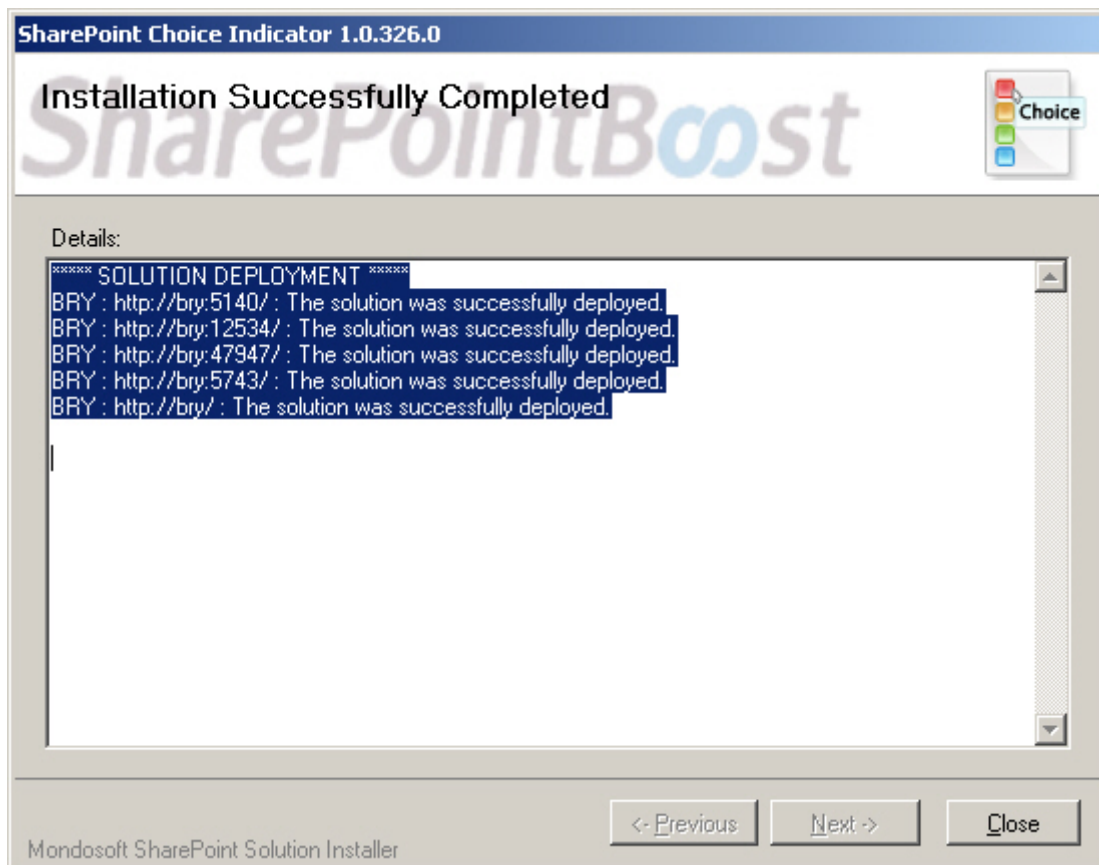 SharePoint Choice Indicator 1.0.326.0
SharePointBoost
Installation Successfully Completed
Choice
Details:
***** SOLUTION DEPLOYMENT *****
BRY : http://bry:5140/ : The solution was successfully deployed.
BRY : http://bry:12534/ : The solution was successfully deployed.
BRY : http://bry:47947/ : The solution was successfully deployed.
BRY : http://bry:5743/ : The solution was successfully deployed.
BRY : http://bry/ : The solution was successfully deployed.
<- Previous
Next ->
Close
Mondosoft SharePoint Solution Installer